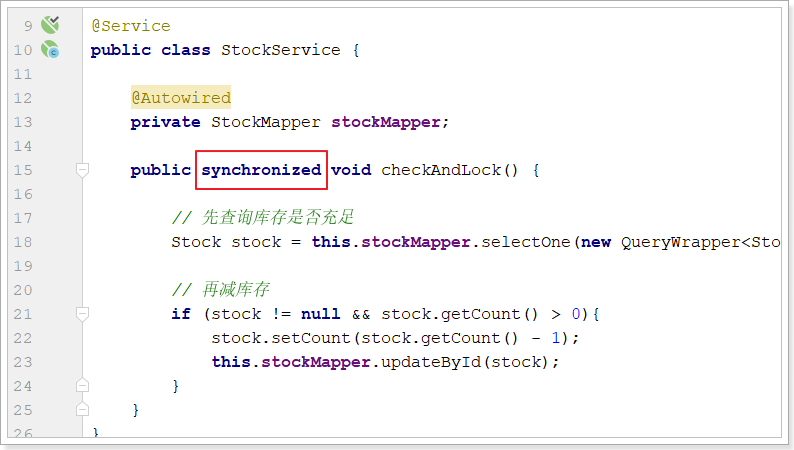 9 @Service
10 public class StockService {
11
12 @Autowired
13 private StockMapper stockMapper;
14
15 public synchronized void checkAndLock() {
16
17 // 先查询库存是否充足
18 Stock stock = this.stockMapper.selectOne(new QueryWrapper<Sto
19
20 // 再减库存
21 if (stock != null && stock.getCount() > 0){
22 stock.setCount(stock.getCount() - 1);
23 this.stockMapper.updateById(stock);
24 }
25 }
26 }